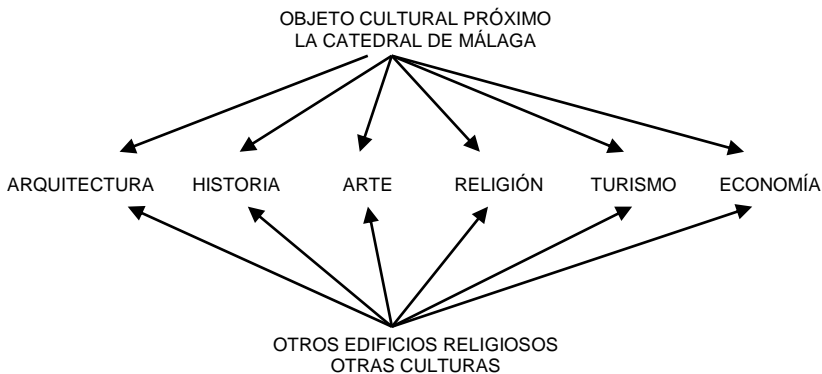 OBJETO CULTURAL PRÓXIMO
LA CATEDRAL DE MÁLAGA
ARQUITECTURA HISTORIA ARTE RELIGIÓN TURISMO ECONOMÍA
OTROS EDIFICIOS RELIGIOSOS
OTRAS CULTURAS